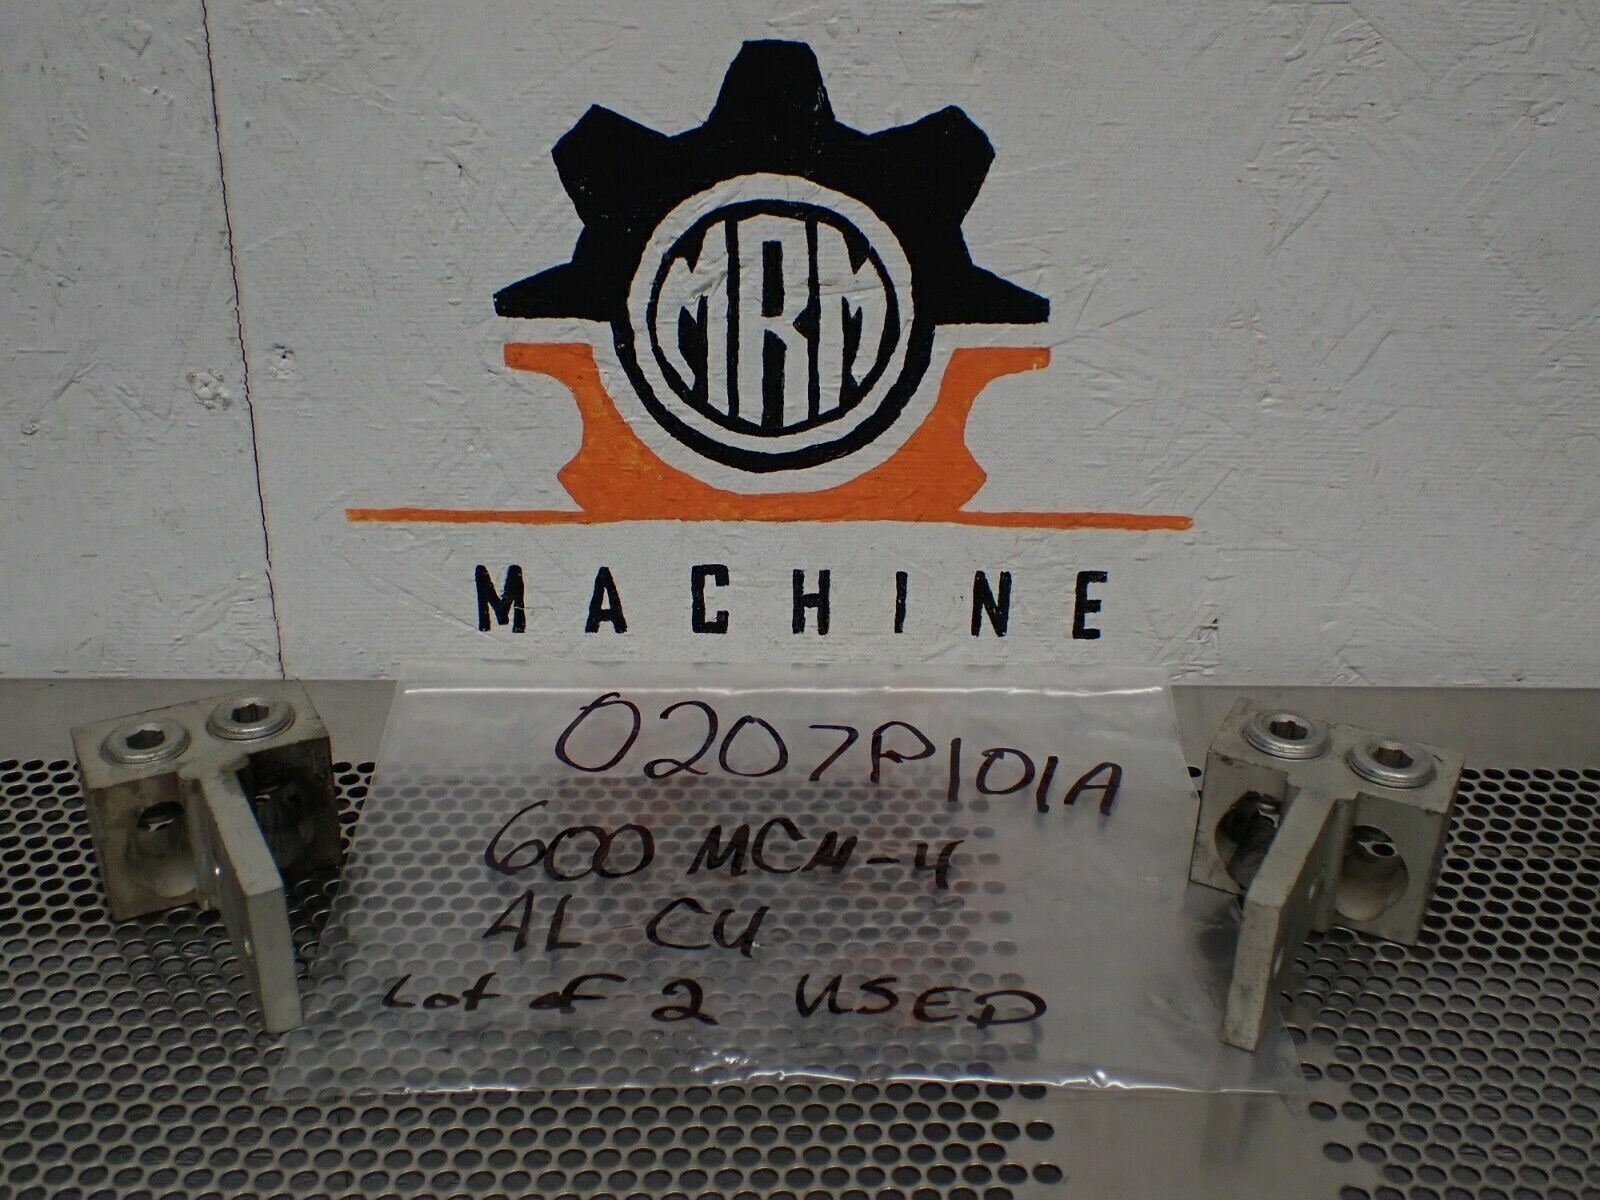 MRM
MACHINE
0207P101A
600 MCM-4
AL CU
Lot of 2 USED